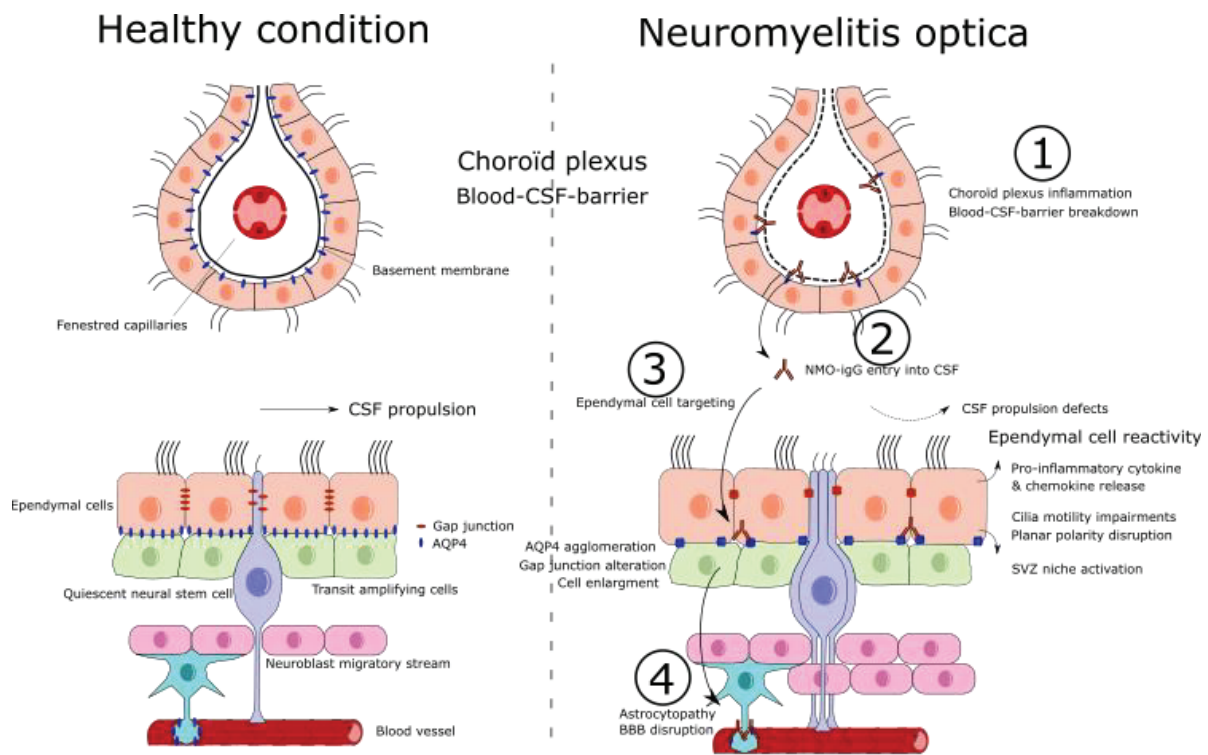 Healthy condition
Neuromyelitis optica
Choroïd plexus
Blood-CSF-barrier
Basement membrane
Fenestred capillaries
1
Choroïd plexus inflammation
Blood-CSF-barrier breakdown
2
NMO-igG entry into CSF
3
Ependymal cell targeting
CSF propulsion
CSF propulsion defects
Ependymal cell reactivity
Pro-inflammatory cytokine
& chemokine release
Cilia motility impairments
Planar polarity disruption
SVZ niche activation
Ependymal cells
Gap junction
AQP4
Quiescent neural stem cell
Transit amplifying cells
Neuroblast migratory stream
Blood vessel
AQP4 agglomeration
Gap junction alteration
Cell enlargment
4
Astrocytopathy
BBB disruption